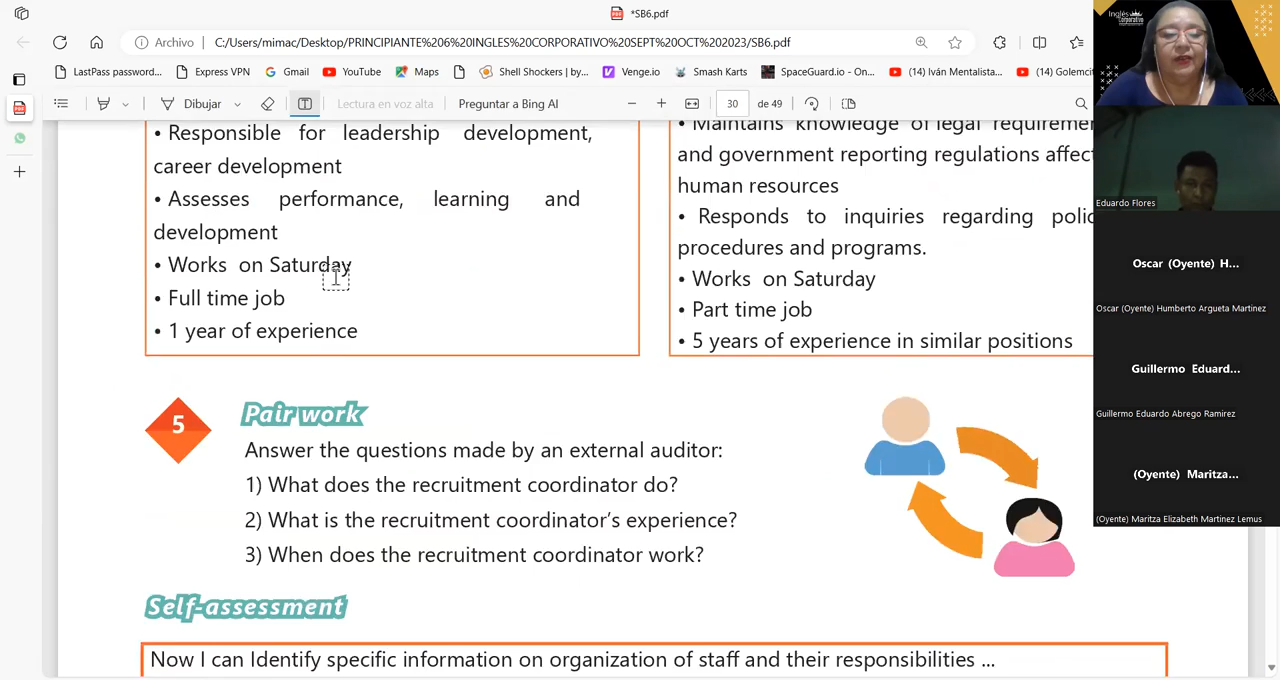 *SB6.pdf
Archivo
C:/Users/mimac/Desktop/PRINCIPIANTE%206%20INGLES%20CORPORATIVO%20SEPT%20OCT%202023/SB6.pdf
LastPass password...
Express VPN
Gmail
YouTube
Maps
Shell Shockers | by...
Venge.io
Smash Karts
SpaceGuard.io - On...
(14) Iván Mentalista...
(14) Golemcit
Dibujar
Lectura en voz alta
Preguntar a Bing AI
30
de 49
• Responsible for leadership development,
career development
• Assesses performance, learning and
development
• Works on Saturday
• Full time job
• 1 year of experience
• Maintains knowledge of legal requiremen
and government reporting regulations affect
human resources
• Responds to inquiries regarding polic
procedures and programs.
• Works on Saturday
• Part time job
• 5 years of experience in similar positions
5
Pair work
Answer the questions made by an external auditor:
1) What does the recruitment coordinator do?
2) What is the recruitment coordinator's experience?
3) When does the recruitment coordinator work?
Self-assessment
Now I can Identify specific information on organization of staff and their responsibilities ...
Inglés
Corporativo
Eduardo Flores
Oscar (Oyente) H...
Oscar (Oyente) Humberto Argueta Martinez
Guillermo Eduard...
Guillermo Eduardo Abrego Ramirez
(Oyente) Maritza...
(Oyente) Maritza Elizabeth Martinez Lemus